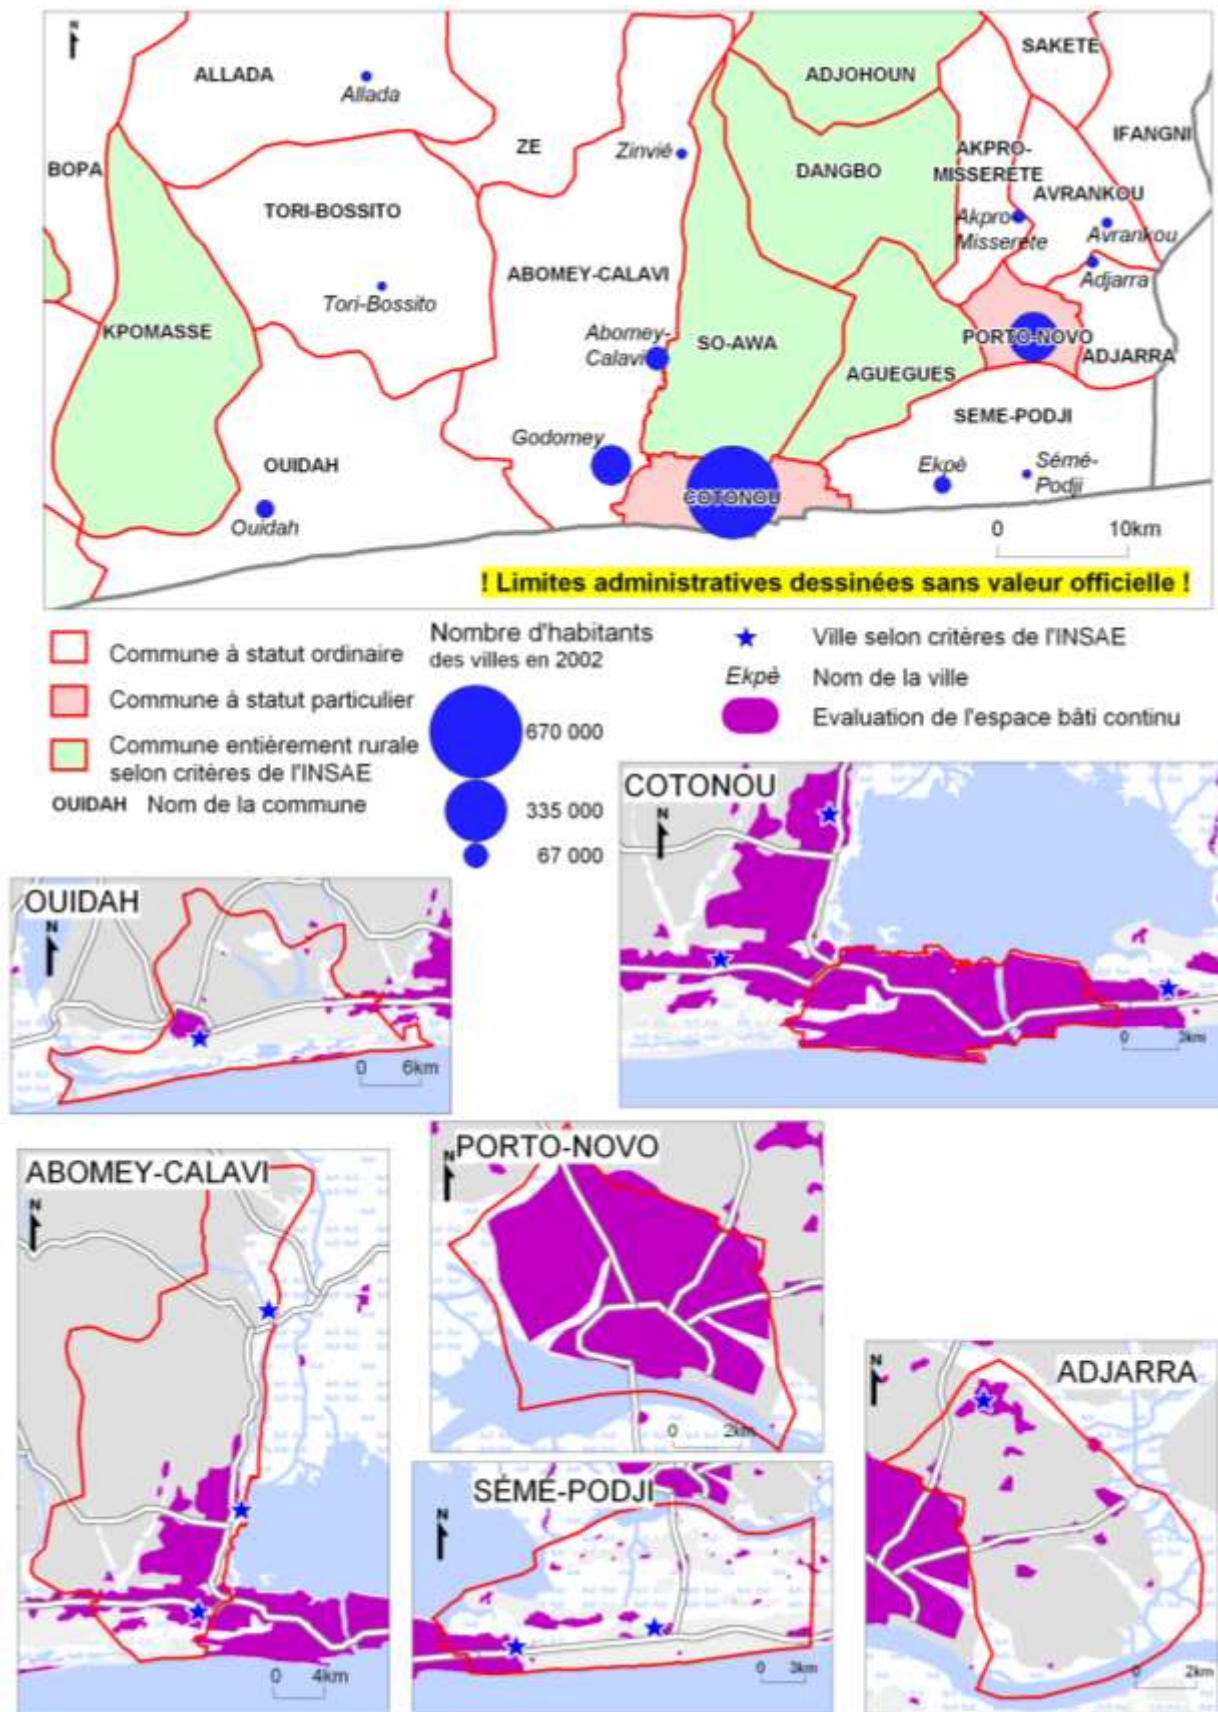 N
SAKETE
ALLADA
ADJOHOUN
Allada
IFANGNI
ZE
Zinvié
AKPRO-
MISSERETE
BOPA
DANGBO
AVRANKOU
TORI-BOSSITO
Akpro
Misserete
Avrankou
ABOMEY-CALAVI
Adjarra
Tori-Bossito
KPOMASSE
Abomey-
Calavi
SO-AWA
PORTO-NOVO
ADJARRA
AGUEGUES
SEME-PODJI
Godomey
OUIDAH
Ekpè
Sémé-
Podji
COTONOU
Ouidah
0 10km
! Limites administratives dessinées sans valeur officielle !
Commune à statut ordinaire
Commune à statut particulier
Commune entièrement rurale
selon critères de l'INSAE
OUIDAH Nom de la commune
Nombre d'habitants
des villes en 2002
670 000
335 000
67 000
Ville selon critères de l'INSAE
Ekpè Nom de la ville
Evaluation de l'espace bâti continu
COTONOU
N
0 3km
OUIDAH
N
0 6km
ABOMEY-CALAVI
N
0 4km
PORTO-NOVO
N
0 2km
SÉMÉ-PODJI
N
0 3km
ADJARRA
N
0 2km